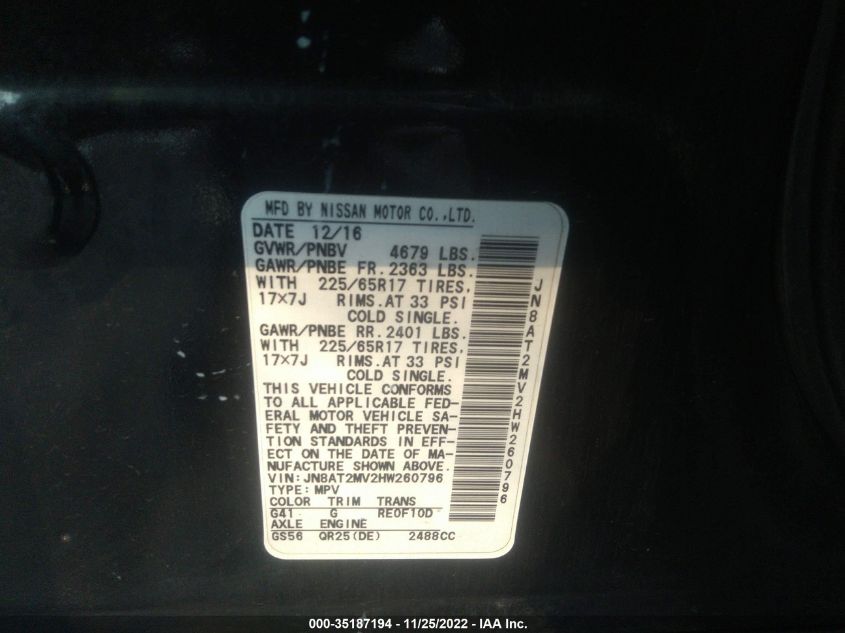 MFD BY NISSAN MOTOR CO.,LTD.
DATE 12/16
GVWR/PNBV 4679 LBS.
GAWR/PNBE FR. 2363 LBS.
WITH 225/65R17 TIRES,
17×7J RIMS. AT 33 PSI
COLD SINGLE.
GAWR/PNBE RR. 2401 LBS.
WITH 225/65R17 TIRES,
17×7J RIMS. AT 33 PSI
COLD SINGLE.
THIS VEHICLE CONFORMS
TO ALL APPLICABLE FED-
ERAL MOTOR VEHICLE SA-
FETY AND THEFT PREVEN-
TION STANDARDS IN EFF-
ECT ON THE DATE OF MA-
NUFACTURE SHOWN ABOVE.
VIN:JN8AT2MV2HW260796
TYPE:MPV
COLOR TRIM TRANS
G41 G RE0F10D
AXLE ENGINE
GS56 QR25(DE) 2488CC
JN8AT2MV2HW260796
000-35187194 - 11/25/2022 - IAA Inc.